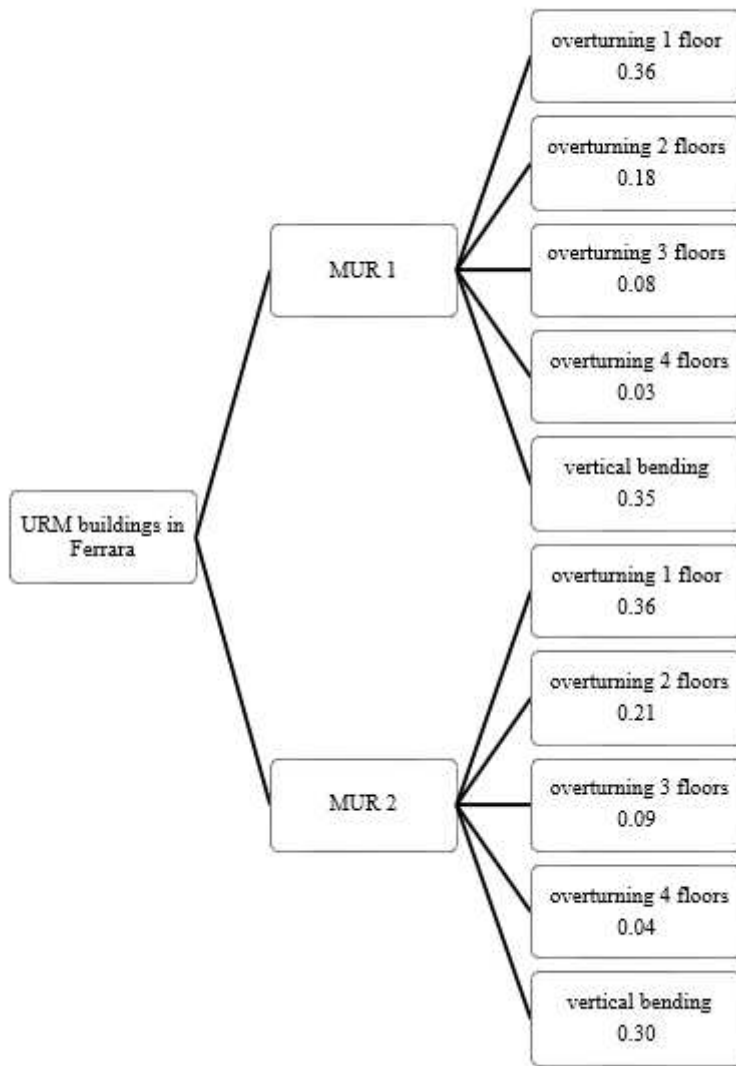 overturning 1 floor
0.36
overturning 2 floors
0.18
MUR 1
overturning 3 floors
0.08
overturning 4 floors
0.03
vertical bending
0.35
URM buildings in
Ferrara
overturning 1 floor
0.36
overturning 2 floors
0.21
MUR 2
overturning 3 floors
0.09
overturning 4 floors
0.04
vertical bending
0.30